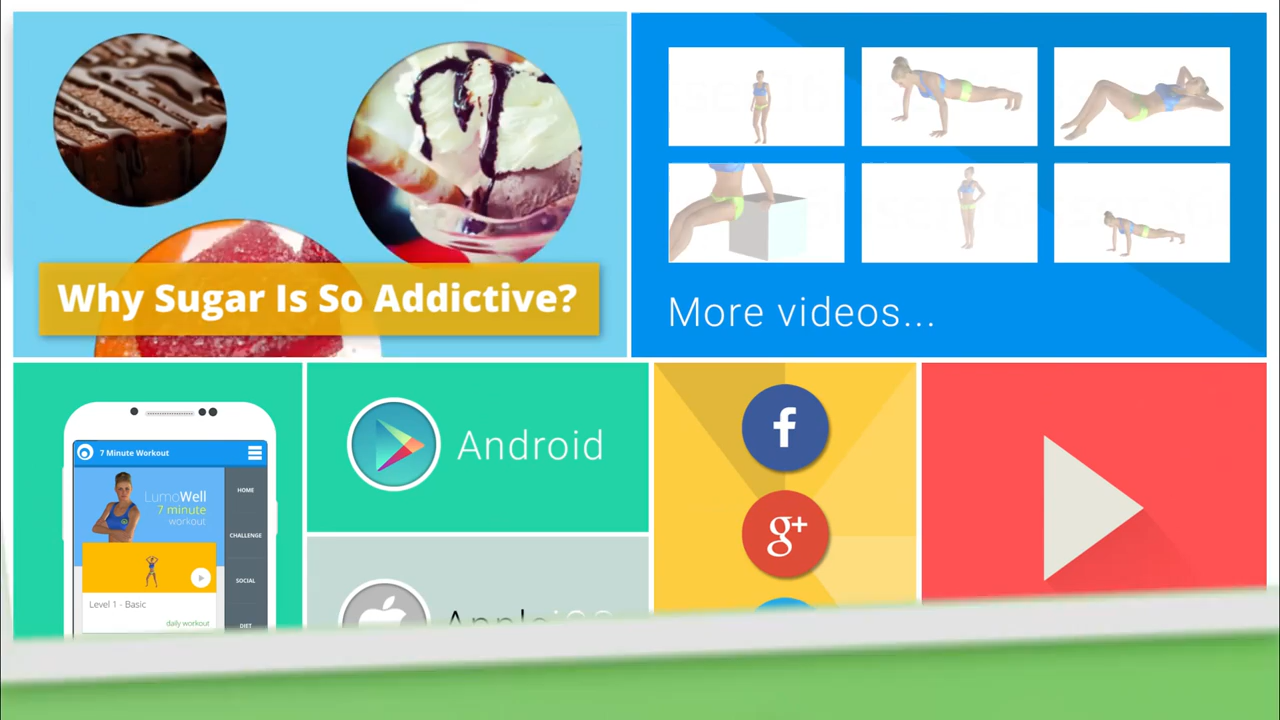 Why Sugar Is So Addictive?
More videos...
7 Minute Workout
LumoWell
7 minute
workout
Level 1 - Basic
daily workout
HOME
CHALLENGE
SOCIAL
DIET
Android
f
g+